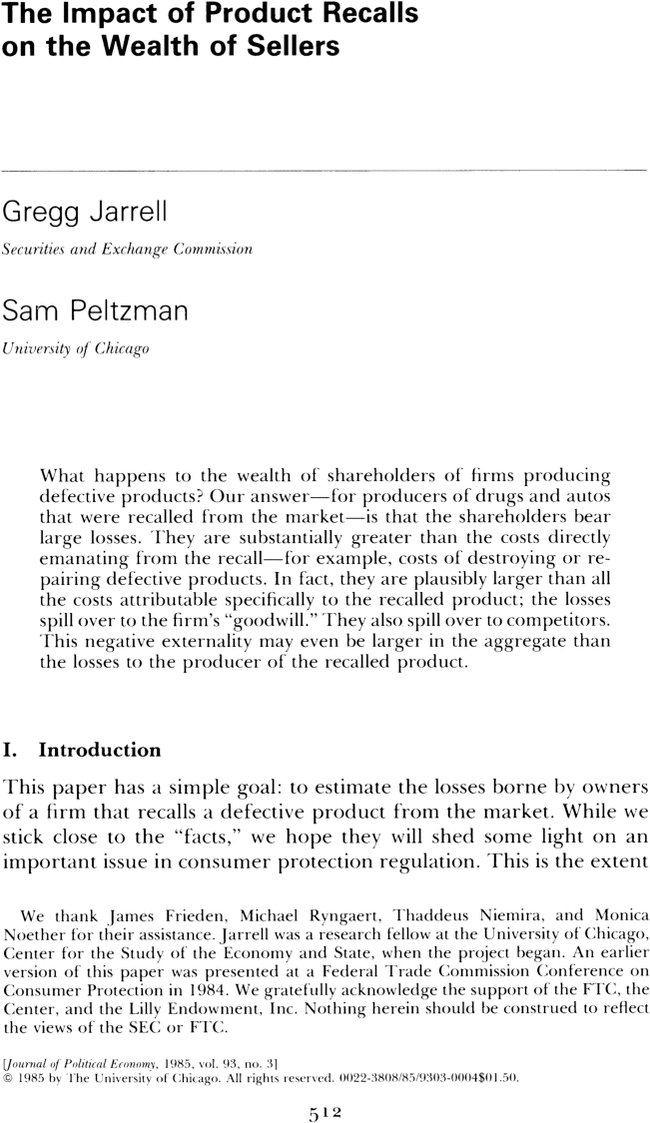 The Impact of Product Recalls
on the Wealth of Sellers
Gregg Jarrell
Securities and Exchange Commission
Sam Peltzman
University of Chicago
What happens to the wealth of shareholders of firms producing
defective products? Our answer—for producers of drugs and autos
that were recalled from the market—is that the shareholders bear
large losses. They are substantially greater than the costs directly
emanating from the recall—for example, costs of destroying or re-
pairing defective products. In fact, they are plausibly larger than all
the costs attributable specifically to the recalled product; the losses
spill over to the firm's “goodwill.” They also spill over to competitors.
This negative externality may even be larger in the aggregate than
the losses to the producer of the recalled product.
I. Introduction
This paper has a simple goal: to estimate the losses borne by owners
of a firm that recalls a defective product from the market. While we
stick close to the “facts,” we hope they will shed some light on an
important issue in consumer protection regulation. This is the extent
We thank James Frieden, Michael Ryngaert, Thaddeus Niemira, and Monica
Noether for their assistance. Jarrell was a research fellow at the University of Chicago,
Center for the Study of the Economy and State, when the project began. An earlier
version of this paper was presented at a Federal Trade Commission Conference on
Consumer Protection in 1984. We gratefully acknowledge the support of the FTC, the
Center, and the Lilly Endowment, Inc. Nothing herein should be construed to reflect
the views of the SEC or FTC.
[Journal of Political Economy, 1985, vol. 93, no. 3]
© 1985 by The University of Chicago. All rights reserved. 0022-3808/85/9303-0004$01.50.
512